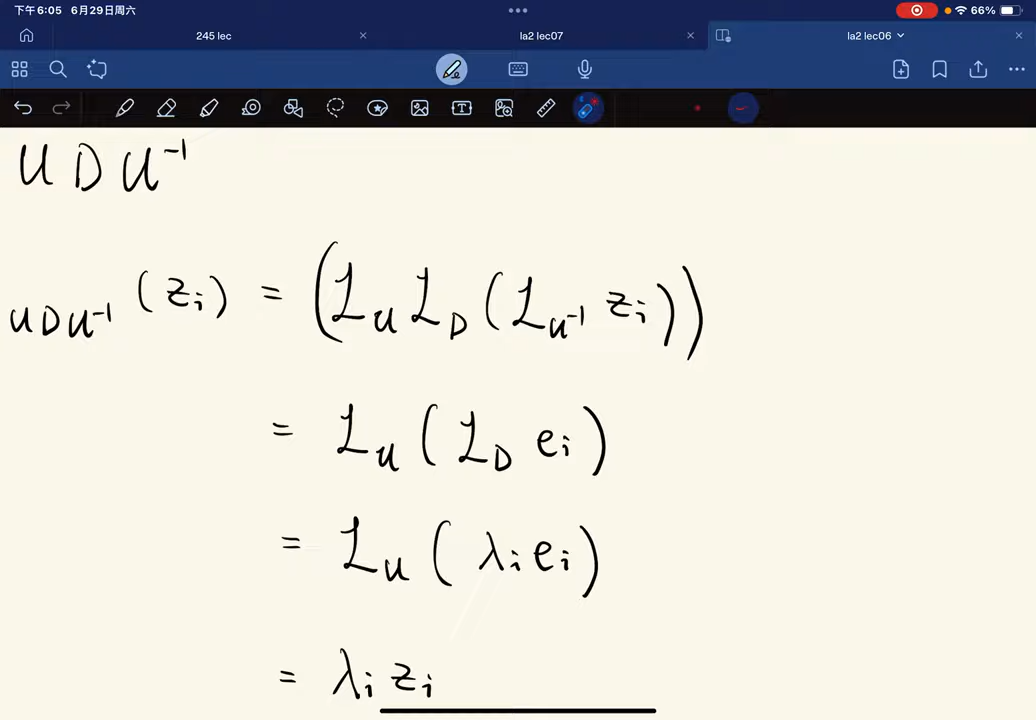 下午6:05 6月29日周六 66%
245 lec la2 lec07 la2 lec06
U D U⁻¹
UDU⁻¹ (zᵢ) = (L_U L_D (L_U⁻¹ zᵢ))
= L_U (L_D eᵢ)
= L_U (λᵢ eᵢ)
= λᵢ zᵢ